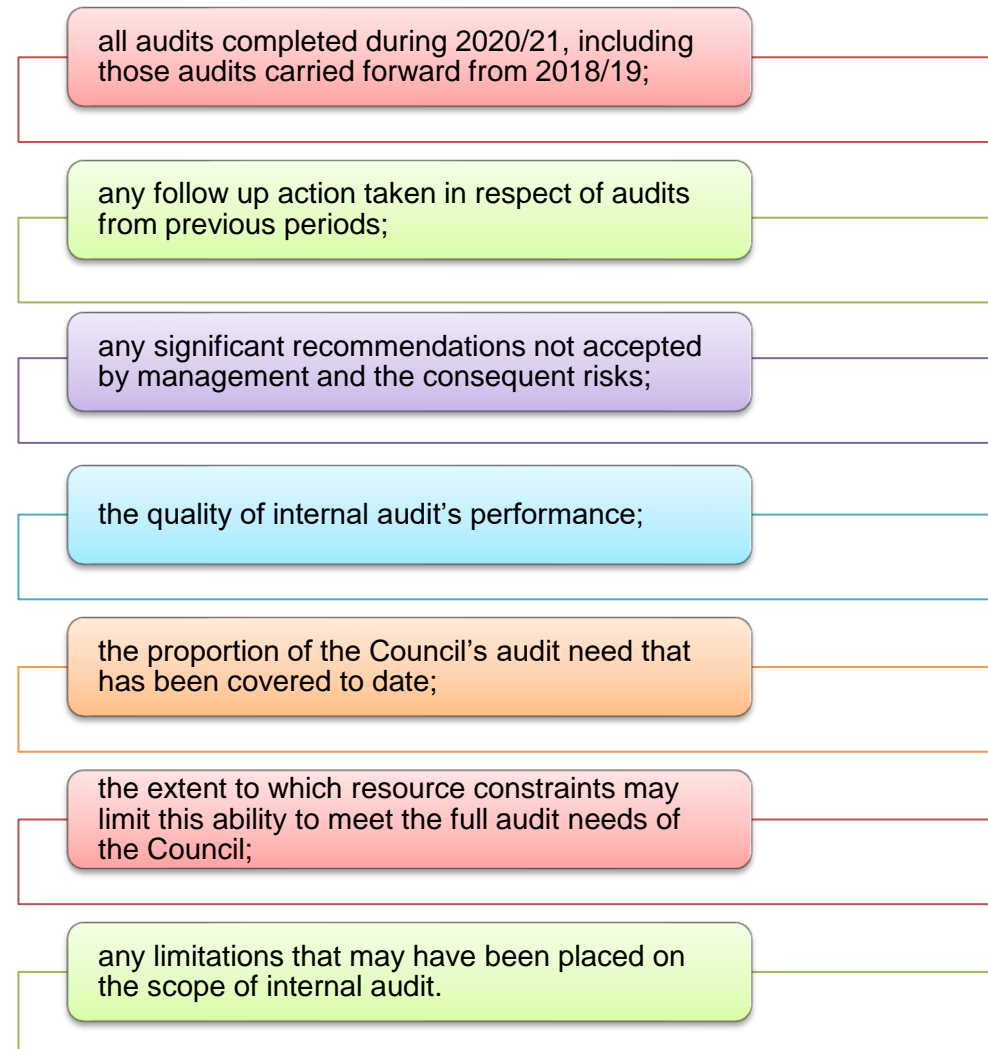 all audits completed during 2020/21, including
those audits carried forward from 2018/19;
any follow up action taken in respect of audits
from previous periods;
any significant recommendations not accepted
by management and the consequent risks;
the quality of internal audit’s performance;
the proportion of the Council’s audit need that
has been covered to date;
the extent to which resource constraints may
limit this ability to meet the full audit needs of
the Council;
any limitations that may have been placed on
the scope of internal audit.